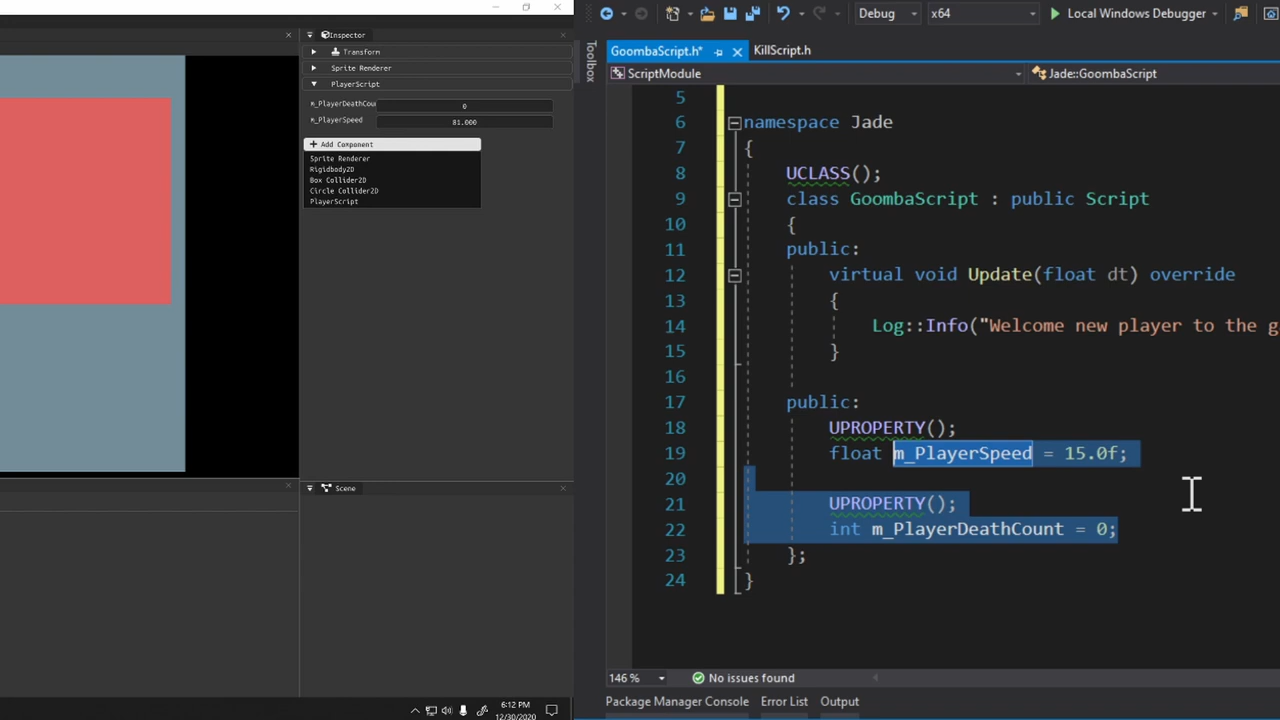 Inspector
Transform
Sprite Renderer
PlayerScript
m_PlayerDeathCou
0
m_PlayerSpeed
81.000
Add Component
Sprite Renderer
Rigidbody2D
Box Collider2D
Circle Collider2D
PlayerScript
Scene
6:12 PM
12/30/2020
Debug
x64
Local Windows Debugger
Toolbox
GoombaScript.h*
KillScript.h
ScriptModule
Jade::GoombaScript
5
6 namespace Jade
7 {
8 UCLASS();
9 class GoombaScript : public Script
10 {
11 public:
12 virtual void Update(float dt) override
13 {
14 Log::Info("Welcome new player to the g
15 }
16
17 public:
18 UPROPERTY();
19 float m_PlayerSpeed = 15.0f;
20
21 UPROPERTY();
22 int m_PlayerDeathCount = 0;
23 };
24 }
146 %
No issues found
Package Manager Console
Error List
Output